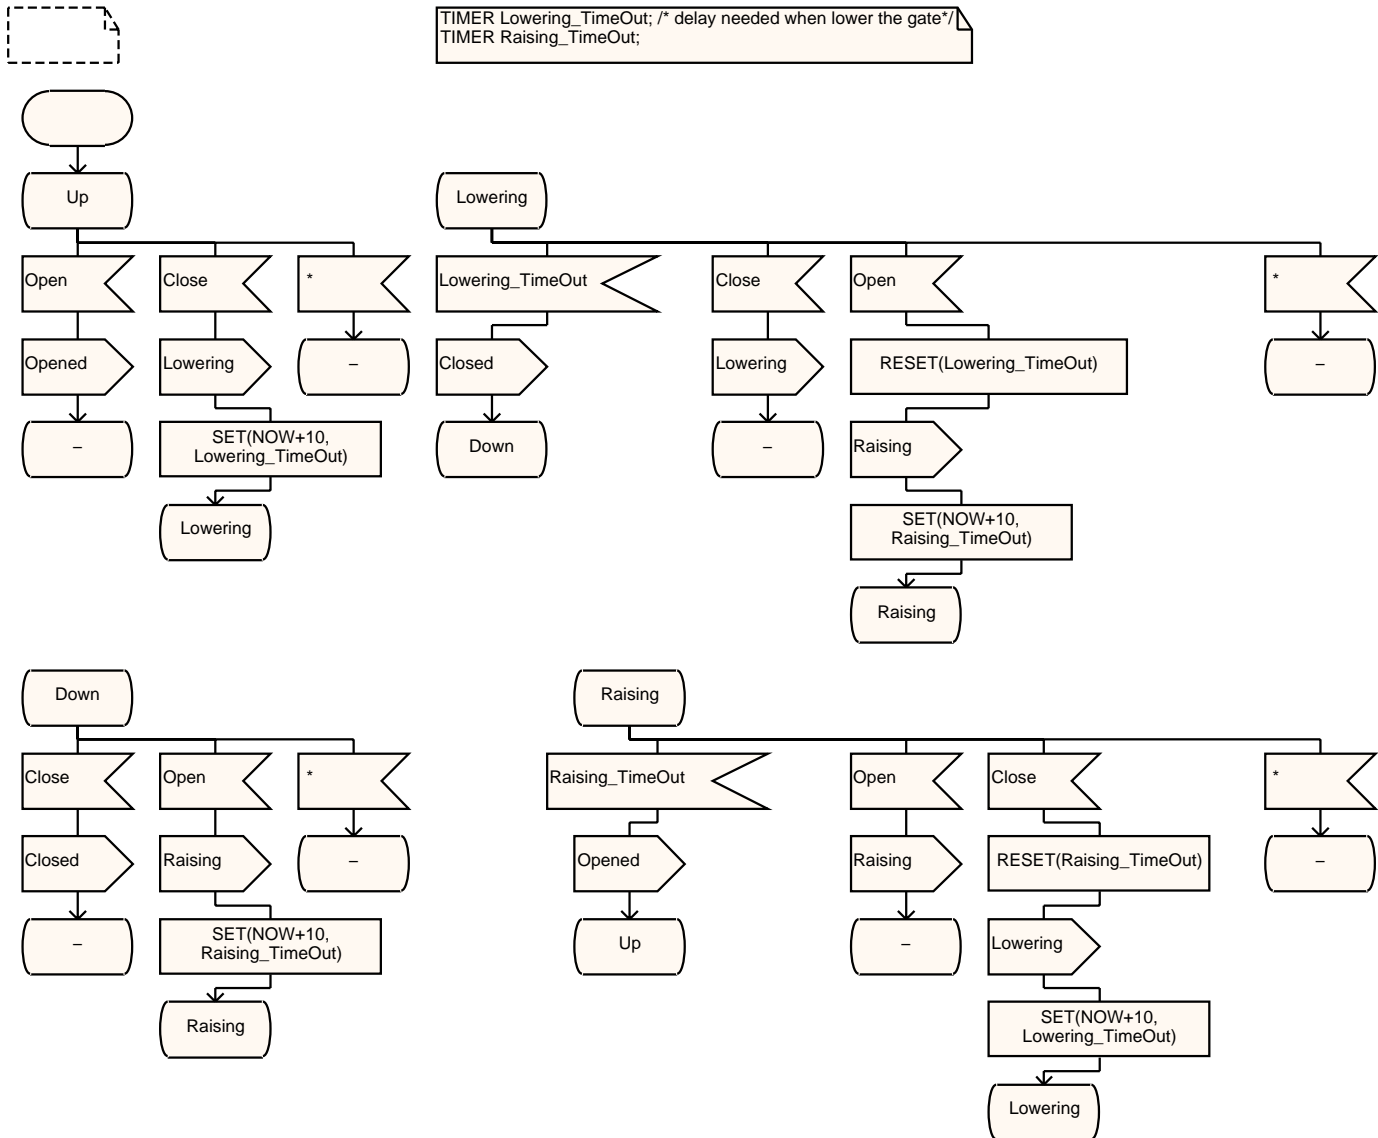 TIMER Lowering_TimeOut; /* delay needed when lower the gate*/
TIMER Raising_TimeOut;
Up
Lowering
Open
Close
*
Lowering_TimeOut
Close
Open
*
Opened
Lowering
–
Closed
Lowering
RESET(Lowering_TimeOut)
–
–
SET(NOW+10,
Lowering_TimeOut)
Down
–
Raising
Lowering
SET(NOW+10,
Raising_TimeOut)
Raising
Down
Raising
Close
Open
*
Raising_TimeOut
Open
Close
*
Closed
Raising
–
Opened
Raising
RESET(Raising_TimeOut)
–
–
SET(NOW+10,
Raising_TimeOut)
Up
–
Lowering
Raising
SET(NOW+10,
Lowering_TimeOut)
Lowering